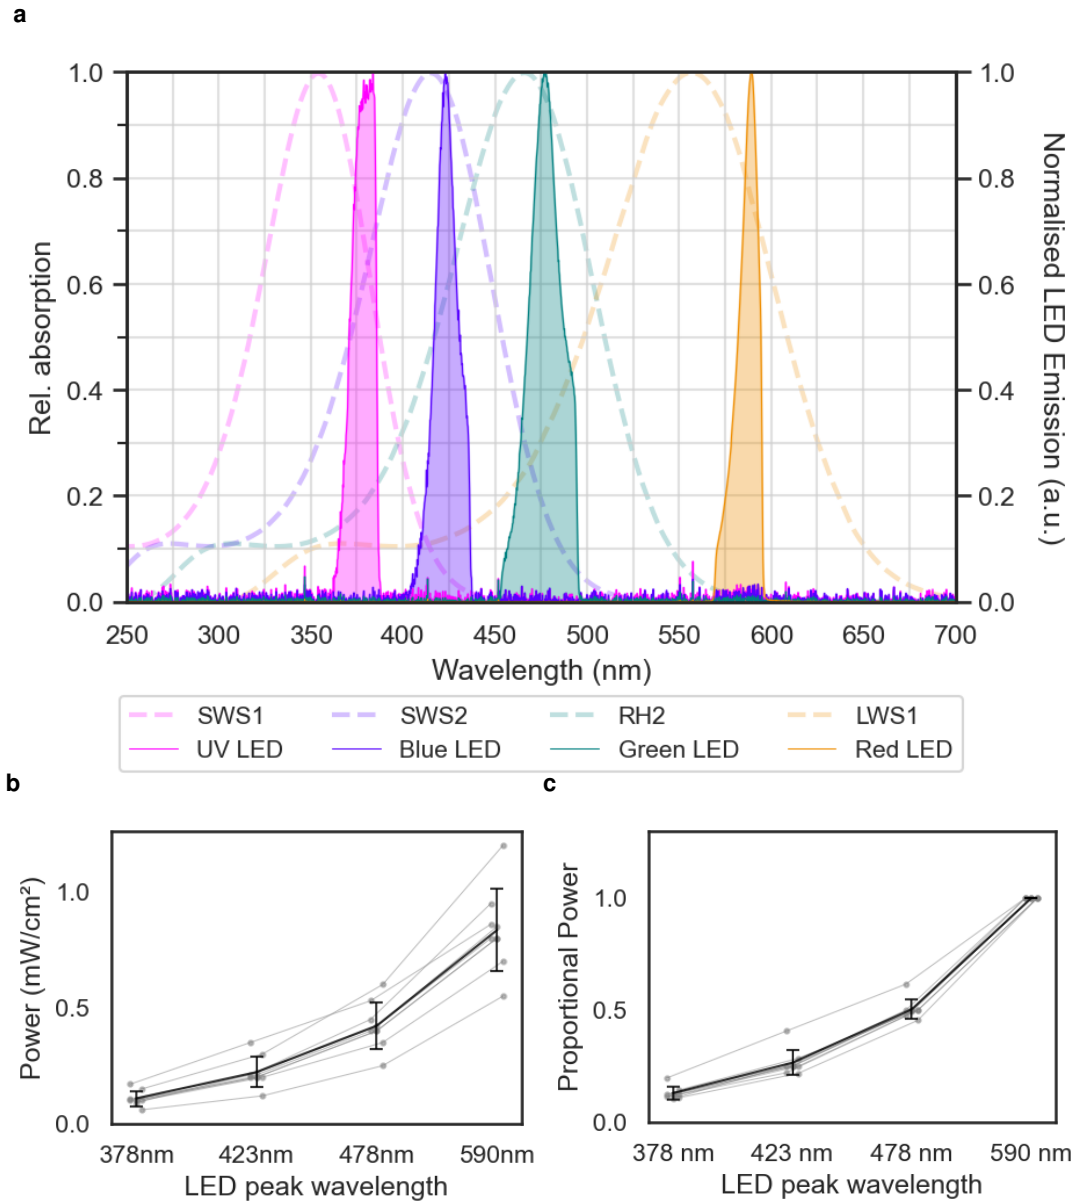 a
1.0
0.8
0.6
0.4
0.2
0.0
Rel. absorption
1.0
0.8
0.6
0.4
0.2
0.0
Normalised LED Emission (a.u.)
250 300 350 400 450 500 550 600 650 700
Wavelength (nm)
SWS1 SWS2 RH2 LWS1
UV LED Blue LED Green LED Red LED
b
1.0
0.5
0.0
Power (mW/cm²)
378nm 423nm 478nm 590nm
LED peak wavelength
c
1.0
0.5
0.0
Proportional Power
378 nm 423 nm 478 nm 590 nm
LED peak wavelength